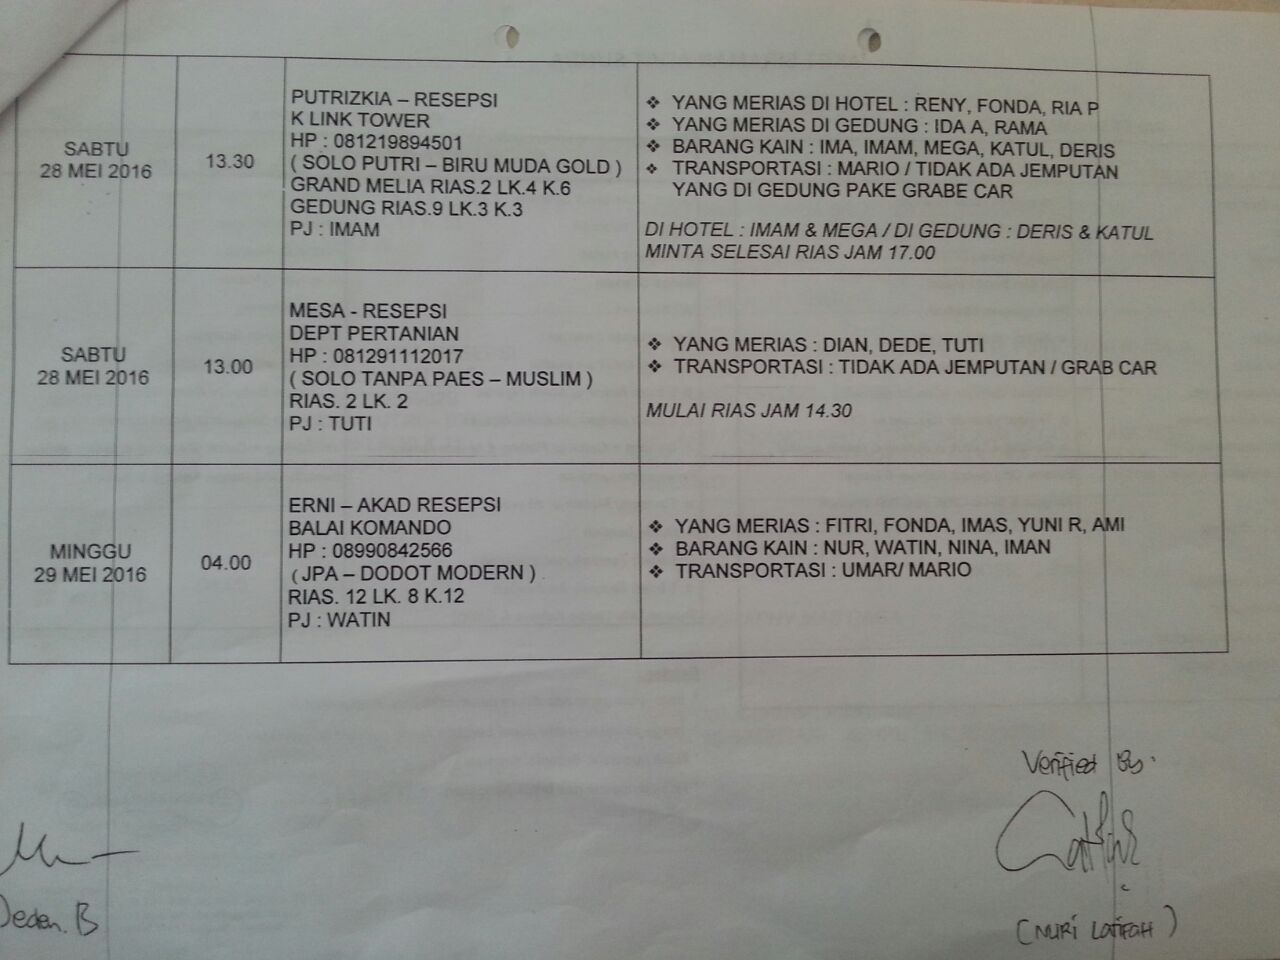 SABTU
28 MEI 2016
13.30
PUTRIZKIA – RESEPSI
K LINK TOWER
HP : 081219894501
( SOLO PUTRI – BIRU MUDA GOLD )
GRAND MELIA RIAS.2 LK.4 K.6
GEDUNG RIAS.9 LK.3 K.3
PJ : IMAM
❖ YANG MERIAS DI HOTEL : RENY, FONDA, RIA P
❖ YANG MERIAS DI GEDUNG : IDA A, RAMA
❖ BARANG KAIN : IMA, IMAM, MEGA, KATUL, DERIS
❖ TRANSPORTASI : MARIO / TIDAK ADA JEMPUTAN
YANG DI GEDUNG PAKE GRABE CAR
DI HOTEL : IMAM & MEGA / DI GEDUNG : DERIS & KATUL
MINTA SELESAI RIAS JAM 17.00
SABTU
28 MEI 2016
13.00
MESA - RESEPSI
DEPT PERTANIAN
HP : 081291112017
( SOLO TANPA PAES – MUSLIM )
RIAS. 2 LK. 2
PJ : TUTI
❖ YANG MERIAS : DIAN, DEDE, TUTI
❖ TRANSPORTASI : TIDAK ADA JEMPUTAN / GRAB CAR
MULAI RIAS JAM 14.30
MINGGU
29 MEI 2016
04.00
ERNI – AKAD RESEPSI
BALAI KOMANDO
HP : 08990842566
( JPA – DODOT MODERN )
RIAS. 12 LK. 8 K.12
PJ : WATIN
❖ YANG MERIAS : FITRI, FONDA, IMAS, YUNI R, AMI
❖ BARANG KAIN : NUR, WATIN, NINA, IMAN
❖ TRANSPORTASI : UMAR/ MARIO
Verified By.
Deden. B
(NURI LATIFAH)